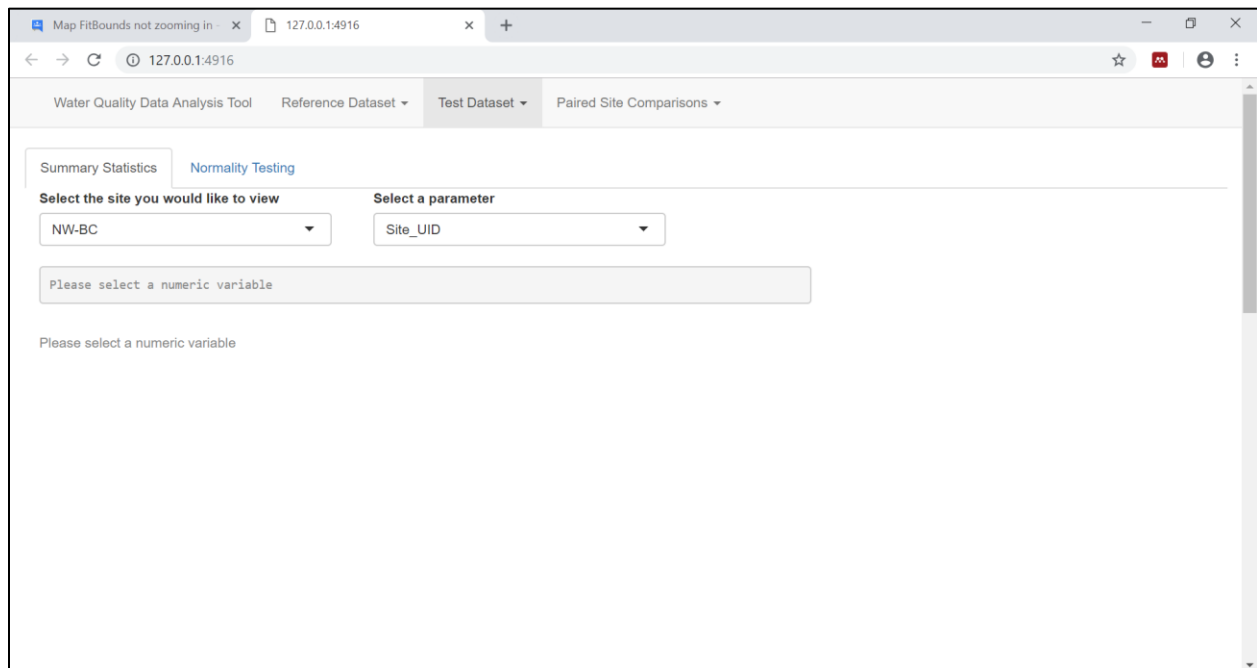 Map FitBounds not zooming in -
127.0.0.1:4916
127.0.0.1:4916
Water Quality Data Analysis Tool Reference Dataset Test Dataset Paired Site Comparisons
Summary Statistics Normality Testing
Select the site you would like to view Select a parameter
NW-BC Site_UID
Please select a numeric variable
Please select a numeric variable